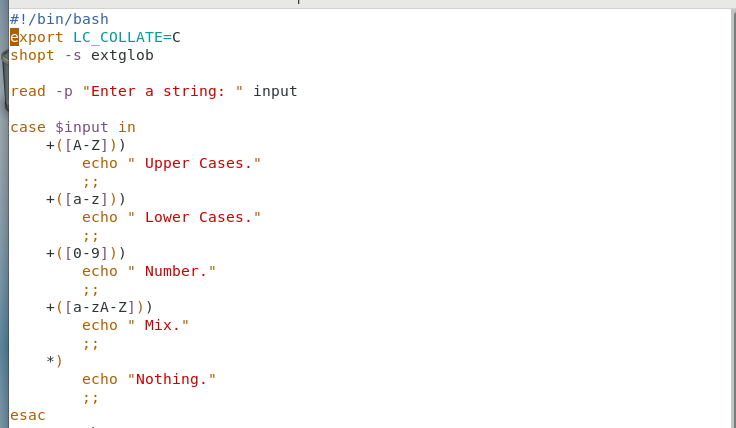 #!/bin/bash
export LC_COLLATE=C
shopt -s extglob

read -p "Enter a string: " input

case $input in
    +([A-Z]))
        echo " Upper Cases."
        ;;
    +([a-z]))
        echo " Lower Cases."
        ;;
    +([0-9]))
        echo " Number."
        ;;
    +([a-zA-Z]))
        echo " Mix."
        ;;
    *)
        echo "Nothing."
        ;;
esac